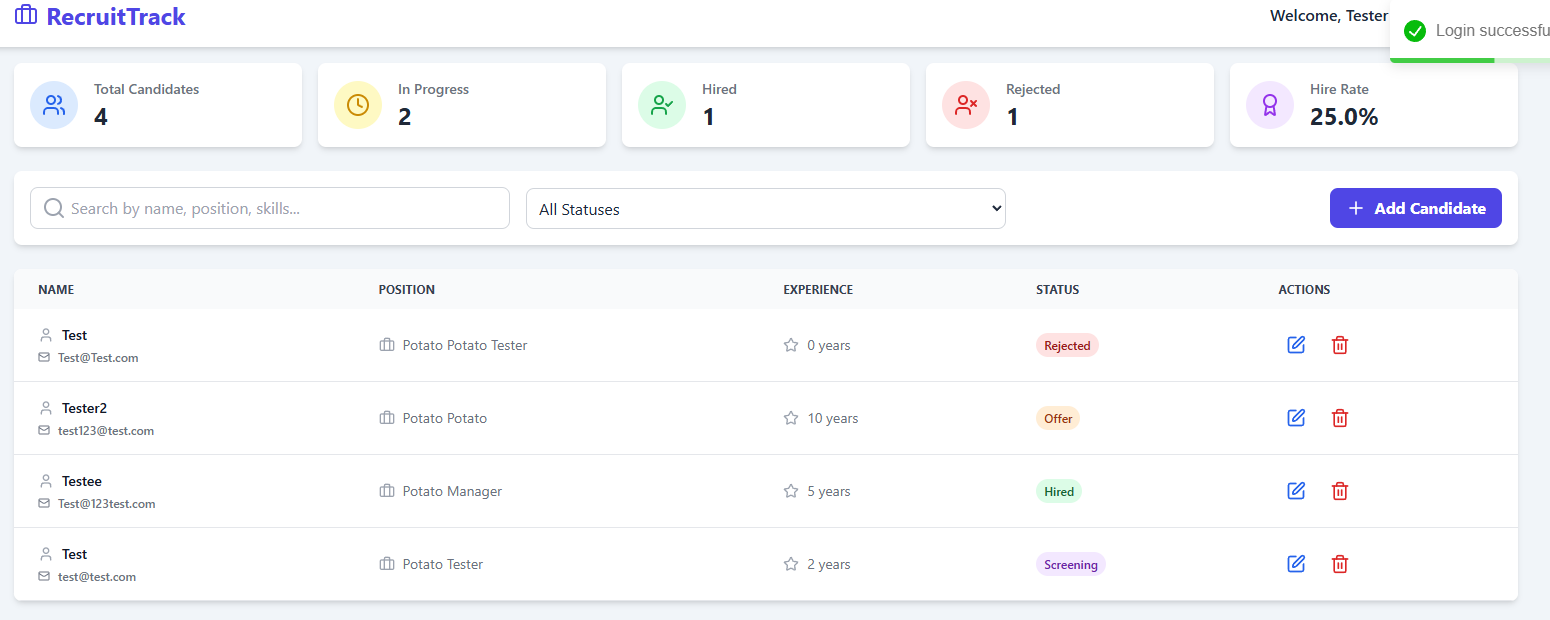 RecruitTrack
Welcome, Tester
Login successfu
Total Candidates
4
In Progress
2
Hired
1
Rejected
1
Hire Rate
25.0%
Search by name, position, skills...
All Statuses
Add Candidate
NAME POSITION EXPERIENCE STATUS ACTIONS
Test
Test@Test.com
Potato Potato Tester
0 years
Rejected
Tester2
test123@test.com
Potato Potato
10 years
Offer
Testee
Test@123test.com
Potato Manager
5 years
Hired
Test
test@test.com
Potato Tester
2 years
Screening